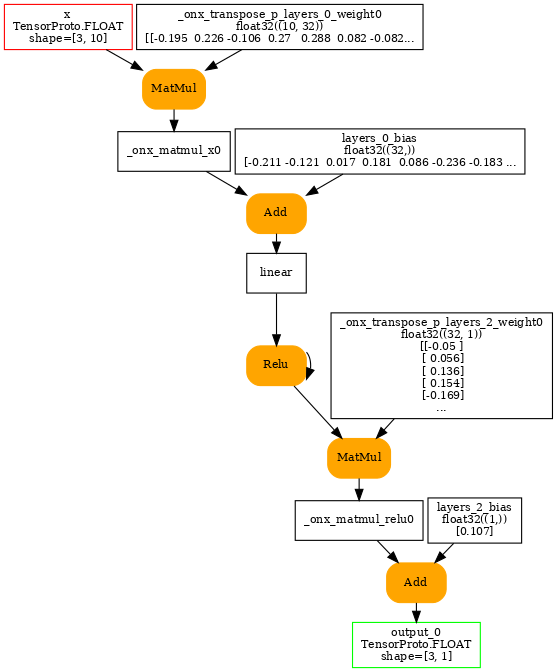 x
TensorProto.FLOAT
shape=[3, 10]
_onx_transpose_p_layers_0_weight0
float32((10, 32))
[[-0.195 0.226 -0.106 0.27 0.288 0.082 -0.082...
MatMul
_onx_matmul_x0
layers_0_bias
float32((32,))
[-0.211 -0.121 0.017 0.181 0.086 -0.236 -0.183 ...
Add
linear
Relu
_onx_transpose_p_layers_2_weight0
float32((32, 1))
[[-0.05 ]
[ 0.056]
[ 0.136]
[ 0.154]
[-0.169]
...
MatMul
_onx_matmul_relu0
layers_2_bias
float32((1,))
[0.107]
Add
output_0
TensorProto.FLOAT
shape=[3, 1]